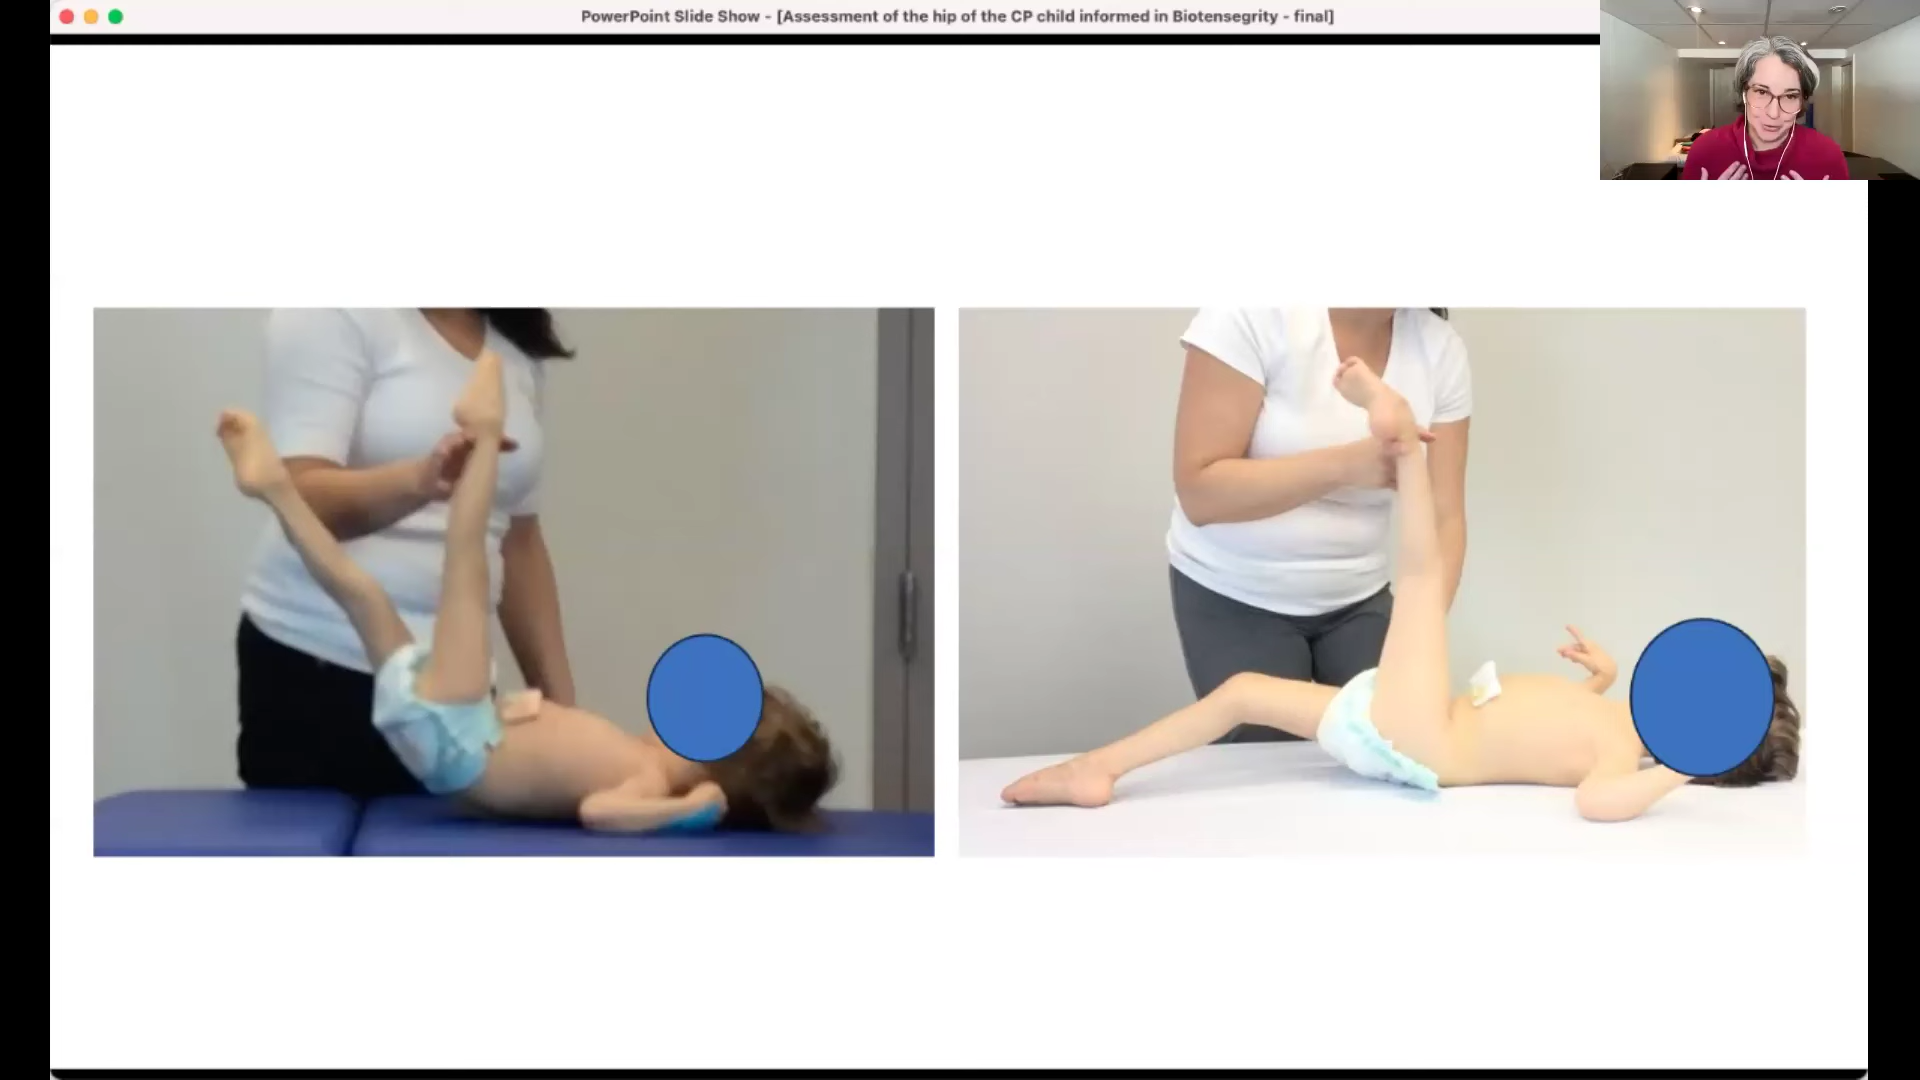 PowerPoint Slide Show - [Assessment of the hip of the CP child informed in Biotensegrity - final]